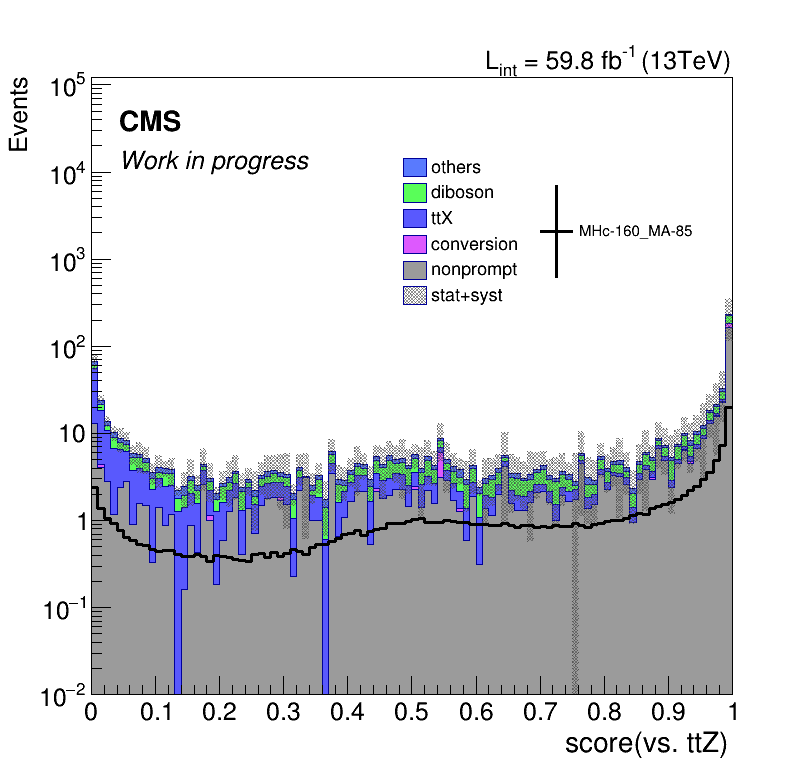 L_int = 59.8 fb^-1 (13TeV)
Events
10^5
CMS
Work in progress
10^4
others
diboson
ttX
MHc-160_MA-85
conversion
10^3
nonprompt
stat+syst
10^2
10
1
10^−1
10^−2
0 0.1 0.2 0.3 0.4 0.5 0.6 0.7 0.8 0.9 1
score(vs. ttZ)